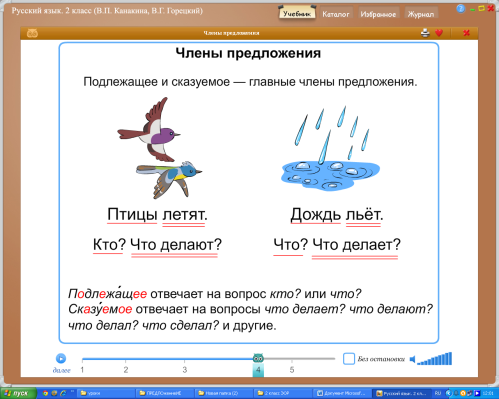 Русский язык. 2 класс (В.П. Канакина, В.Г. Горецкий)
Учебник Каталог Избранное Журнал
Члены предложения
Члены предложения
Подлежащее и сказуемое — главные члены предложения.
Птицы летят. Дождь льёт.
Кто? Что делают? Что? Что делает?
Подлежа́щее отвечает на вопрос кто? или что?
Сказу́емое отвечает на вопросы что делает? что делают?
что делал? что сделал? и другие.
далее 1 2 3 4 5 Без остановки
пуск уроки Новая папка (2) 2 класс ЭОР Документ Microsof... Русский язык. 2 кл... RU